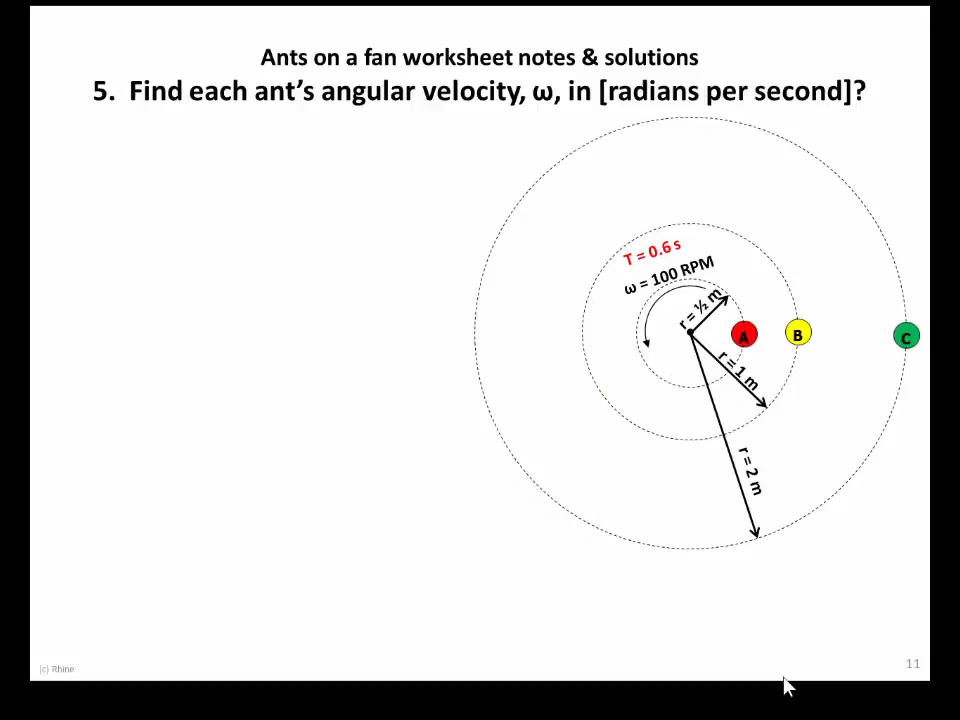 Ants on a fan worksheet notes & solutions
5. Find each ant's angular velocity, ω, in [radians per second]?
T = 0.6 s
ω = 100 RPM
r = ½ m
A
B
C
r = 1 m
r = 2 m
(c) Rhine
11